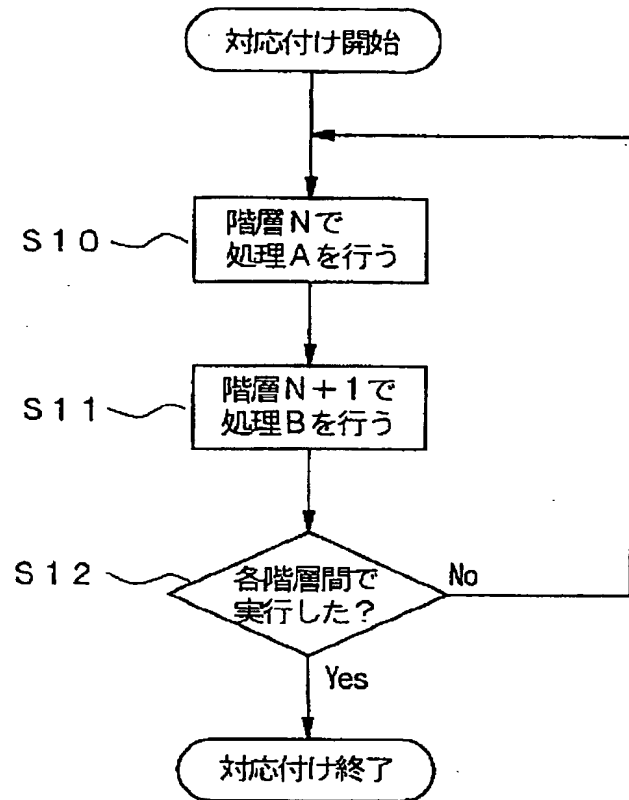 対応付け開始
S10
階層Nで
処理Aを行う
S11
階層N+1で
処理Bを行う
S12
各階層間で
実行した?
No
Yes
対応付け終了